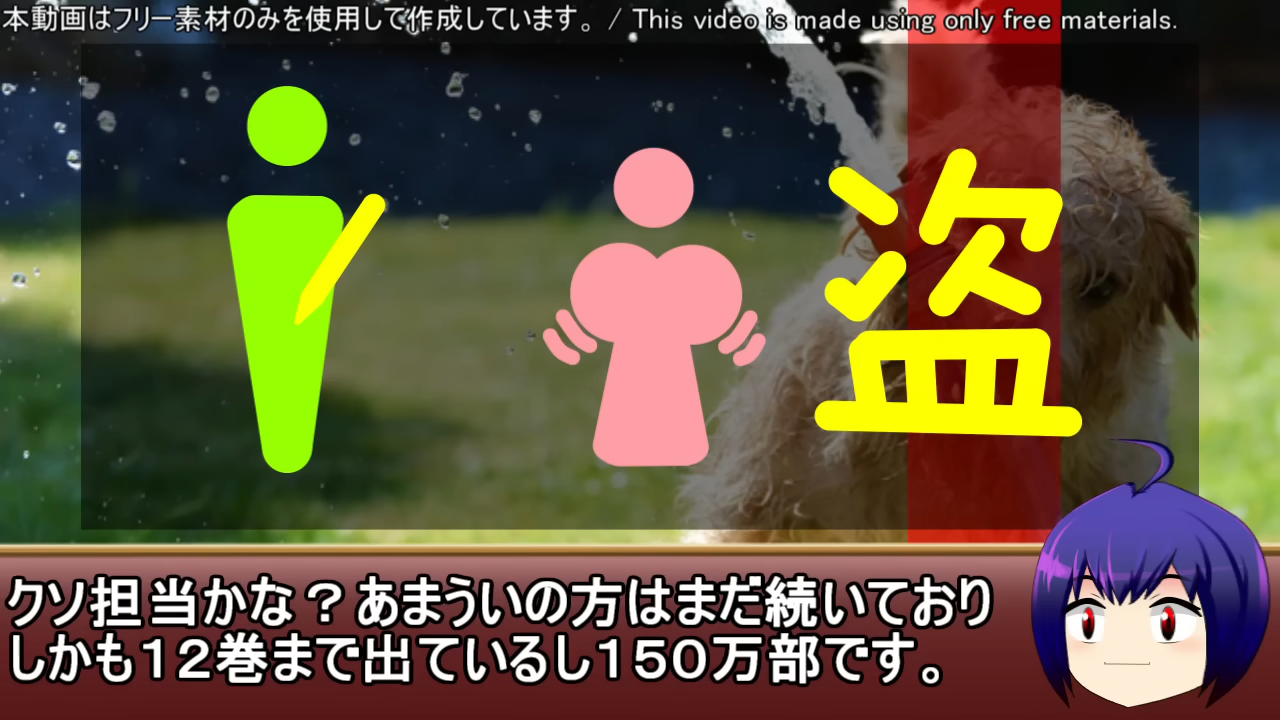 本動画はフリー素材のみを使用して作成しています。 / This video is made using only free materials.
盗
クソ担当かな？あまういの方はまだ続いており
しかも１２巻まで出ているし１５０万部です。